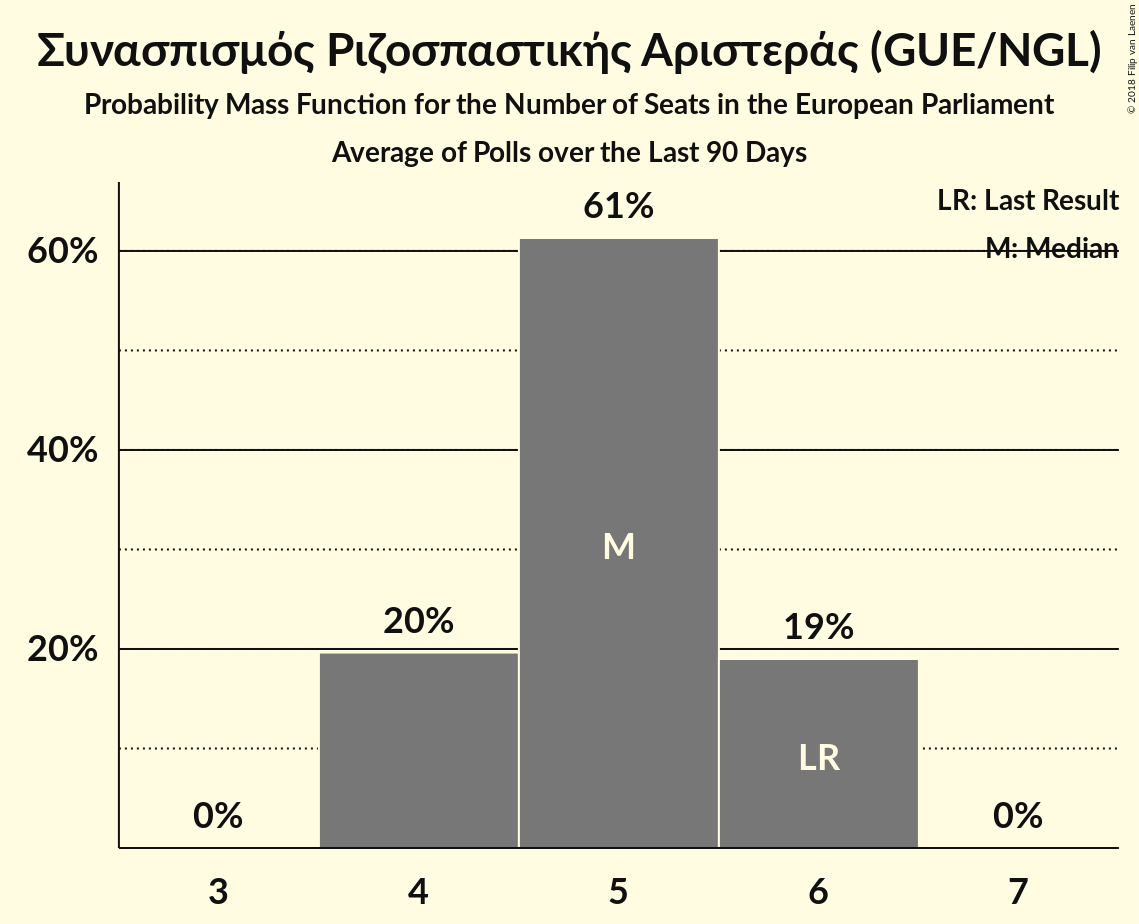 Συνασπισμός Ριζοσπαστικής Αριστεράς (GUE/NGL)
Probability Mass Function for the Number of Seats in the European Parliament
Average of Polls over the Last 90 Days
© 2018 Filip van Laenen
LR: Last Result
M: Median
61%
60%
40%
M
20%
19%
20%
LR
0%
0%
3 4 5 6 7